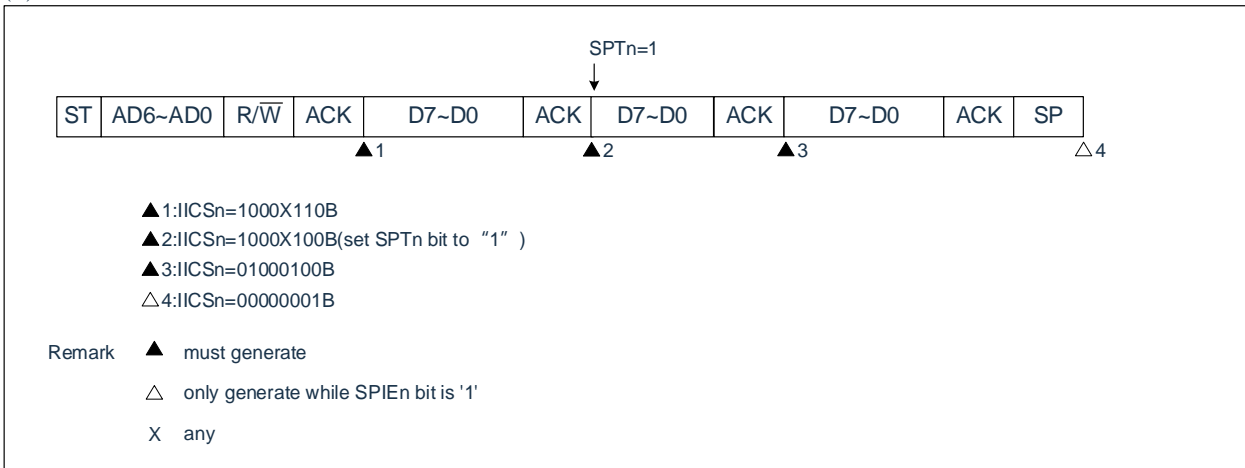 SPTn=1
ST AD6~AD0 R/W̅ ACK D7~D0 ACK D7~D0 ACK D7~D0 ACK SP
▲1 ▲2 ▲3 △4
▲1:IICSn=1000X110B
▲2:IICSn=1000X100B(set SPTn bit to “1” )
▲3:IICSn=01000100B
△4:IICSn=00000001B
Remark ▲ must generate
△ only generate while SPIEn bit is '1'
X any